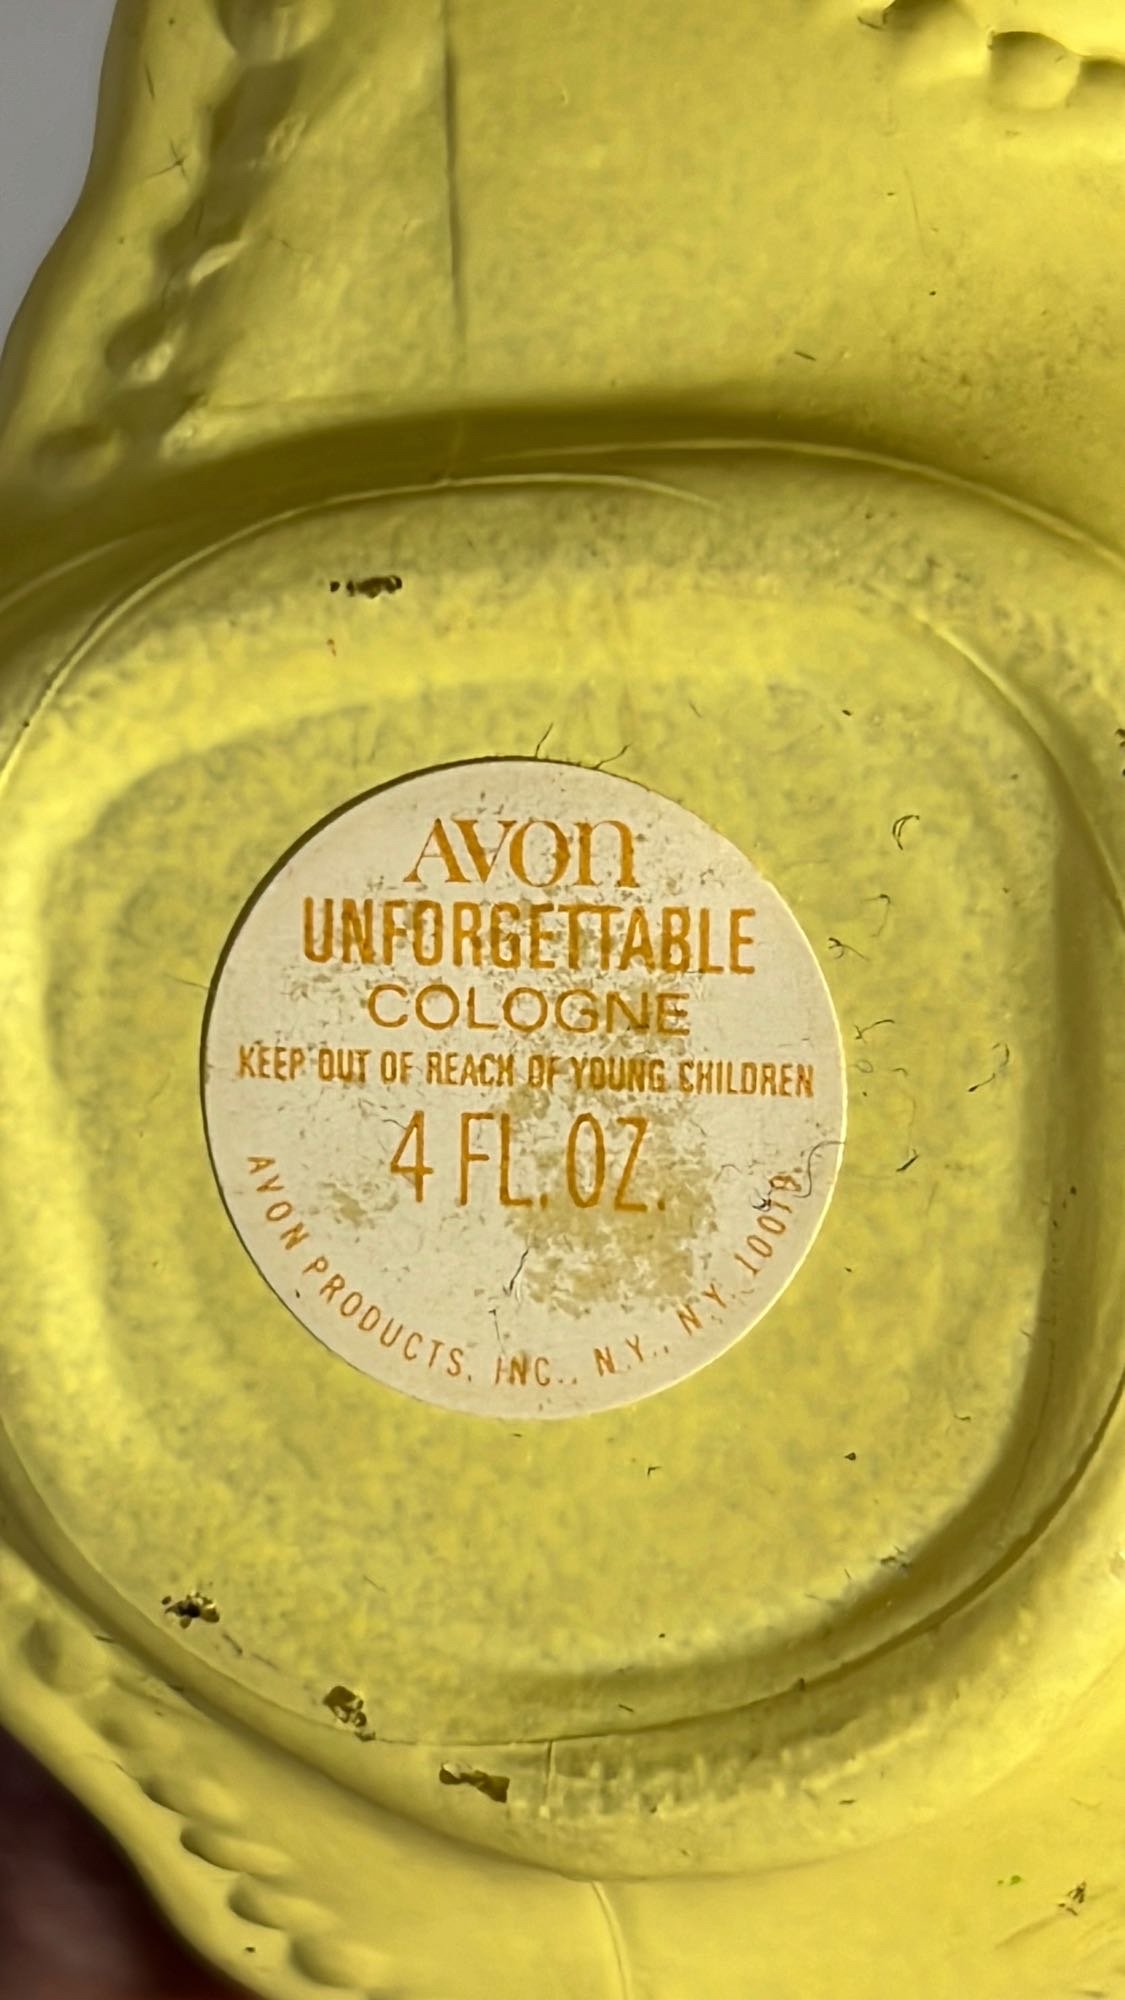 AVON
UNFORGETTABLE
COLOGNE
KEEP OUT OF REACH OF YOUNG CHILDREN
4 FL. OZ.
AVON PRODUCTS, INC., N.Y., N.Y.